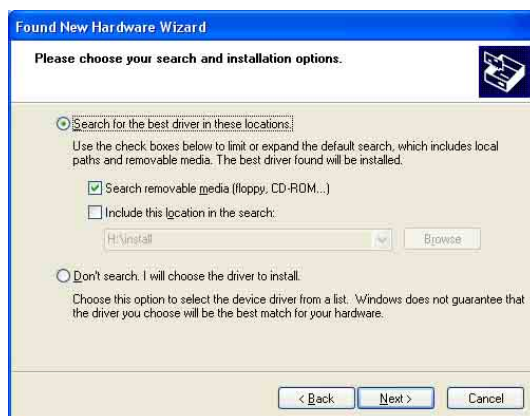 Found New Hardware Wizard
Please choose your search and installation options.
Search for the best driver in these locations.
Use the check boxes below to limit or expand the default search, which includes local
paths and removable media. The best driver found will be installed.
Search removable media (floppy, CD-ROM...)
Include this location in the search:
H:\install
Browse
Don't search. I will choose the driver to install.
Choose this option to select the device driver from a list. Windows does not guarantee that
the driver you choose will be the best match for your hardware.
< Back
Next >
Cancel